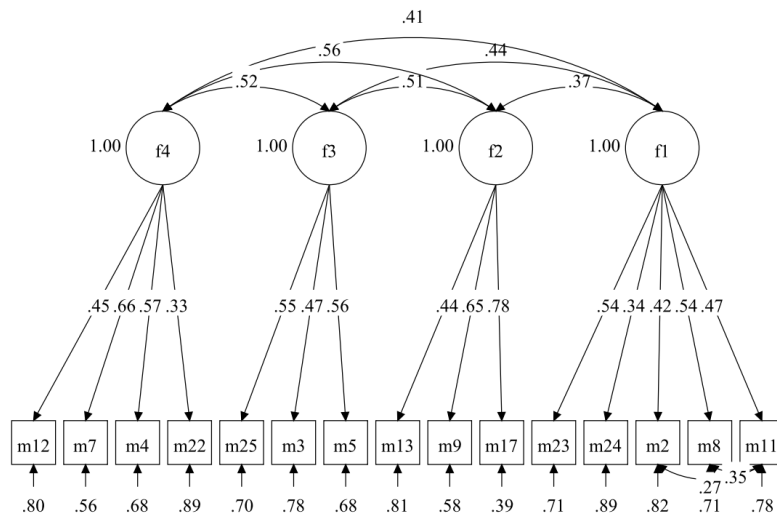 .41
.56 .44
.52 .51 .37
1.00 f4 1.00 f3 1.00 f2 1.00 f1
.45 .66 .57 .33 .55 .47 .56 .44 .65 .78 .54 .34 .42 .54 .47
m12 m7 m4 m22 m25 m3 m5 m13 m9 m17 m23 m24 m2 m8 m11
.35
.27
.80 .56 .68 .89 .70 .78 .68 .81 .58 .39 .71 .89 .82 .71 .78